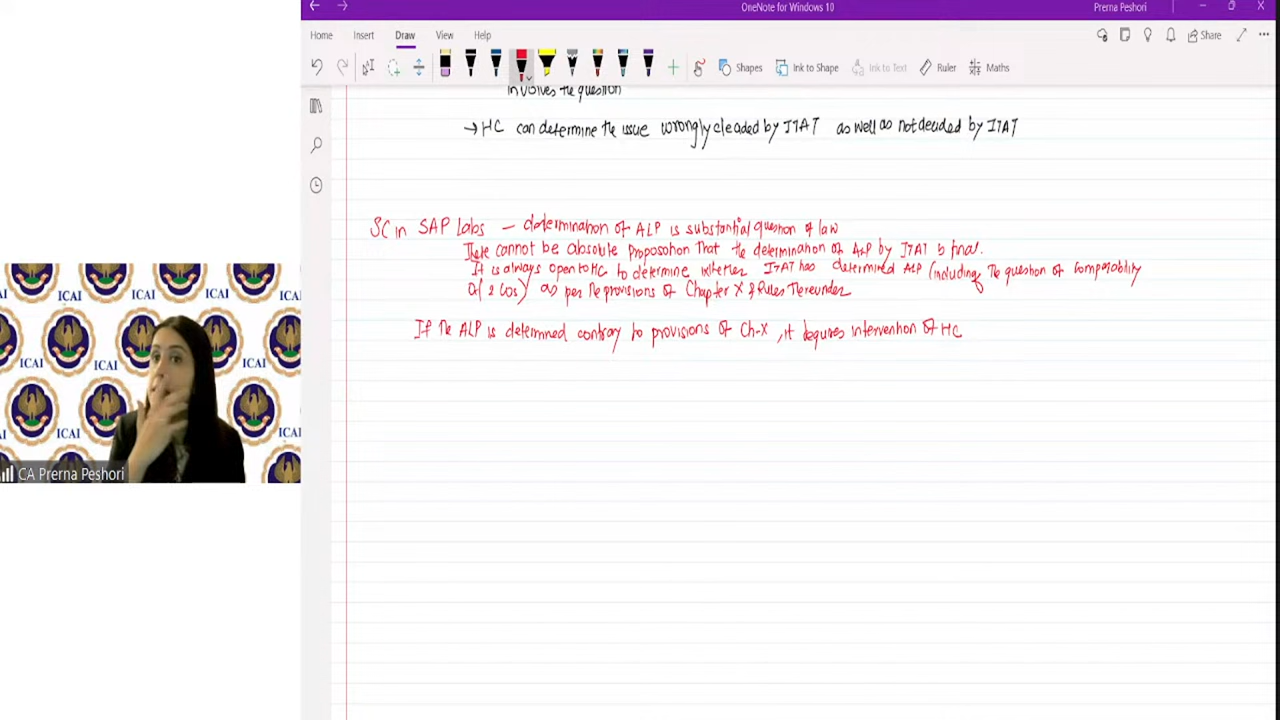 OneNote for Windows 10
Prerna Peshori
Home Insert Draw View Help
Share
Shapes Ink to Shape Ink to Text Ruler Maths
involves the question
→ HC can determine the issue wrongly cleaded by ITAT as well as not decided by ITAT
SC in SAP Labs – determination of ALP is substantial question of law
There cannot be absolute proposition that the determination of ALP by ITAT is final.
It is always open to HC to determine whether ITAT has determined ALP (including the question of comparability
of 2 cos) as per the provisions of Chapter X & Rules thereunder
If the ALP is determined contrary to provisions of Ch-X, it requires intervention of HC
ICAI
CA Prerna Peshori